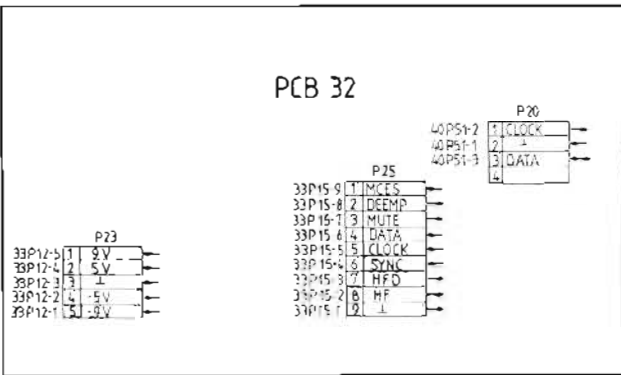 PCB 32
P20
40P51-2 1 CLOCK
40P51-1 2 ⊥
40P51-3 3 DATA
4
P25
33P15-9 1 MCES
33P15-8 2 DEEMP
33P15-7 3 MUTE
33P15-6 4 DATA
33P15-5 5 CLOCK
33P15-4 6 SYNC
33P15-3 7 HFD
33P15-2 8 HF
33P15-1 9 ⊥
P23
33P12-5 1 9V
33P12-4 2 5V
33P12-3 3 ⊥
33P12-2 4 -5V
33P12-1 5 -9V